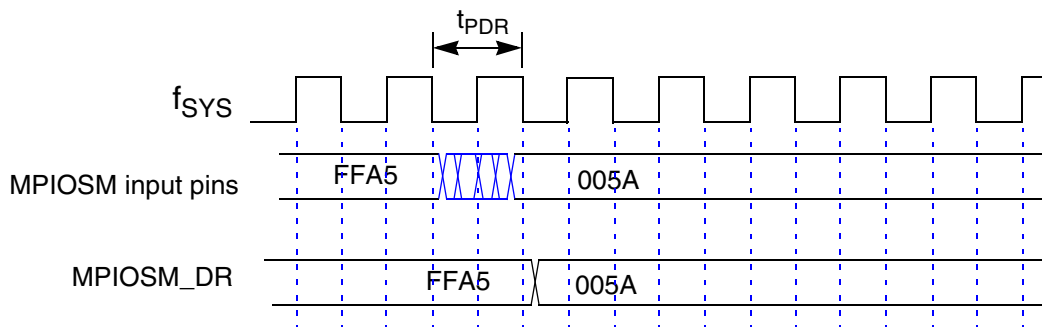 tPDR
fSYS
MPIOSM input pins
FFA5
005A
MPIOSM_DR
FFA5
005A